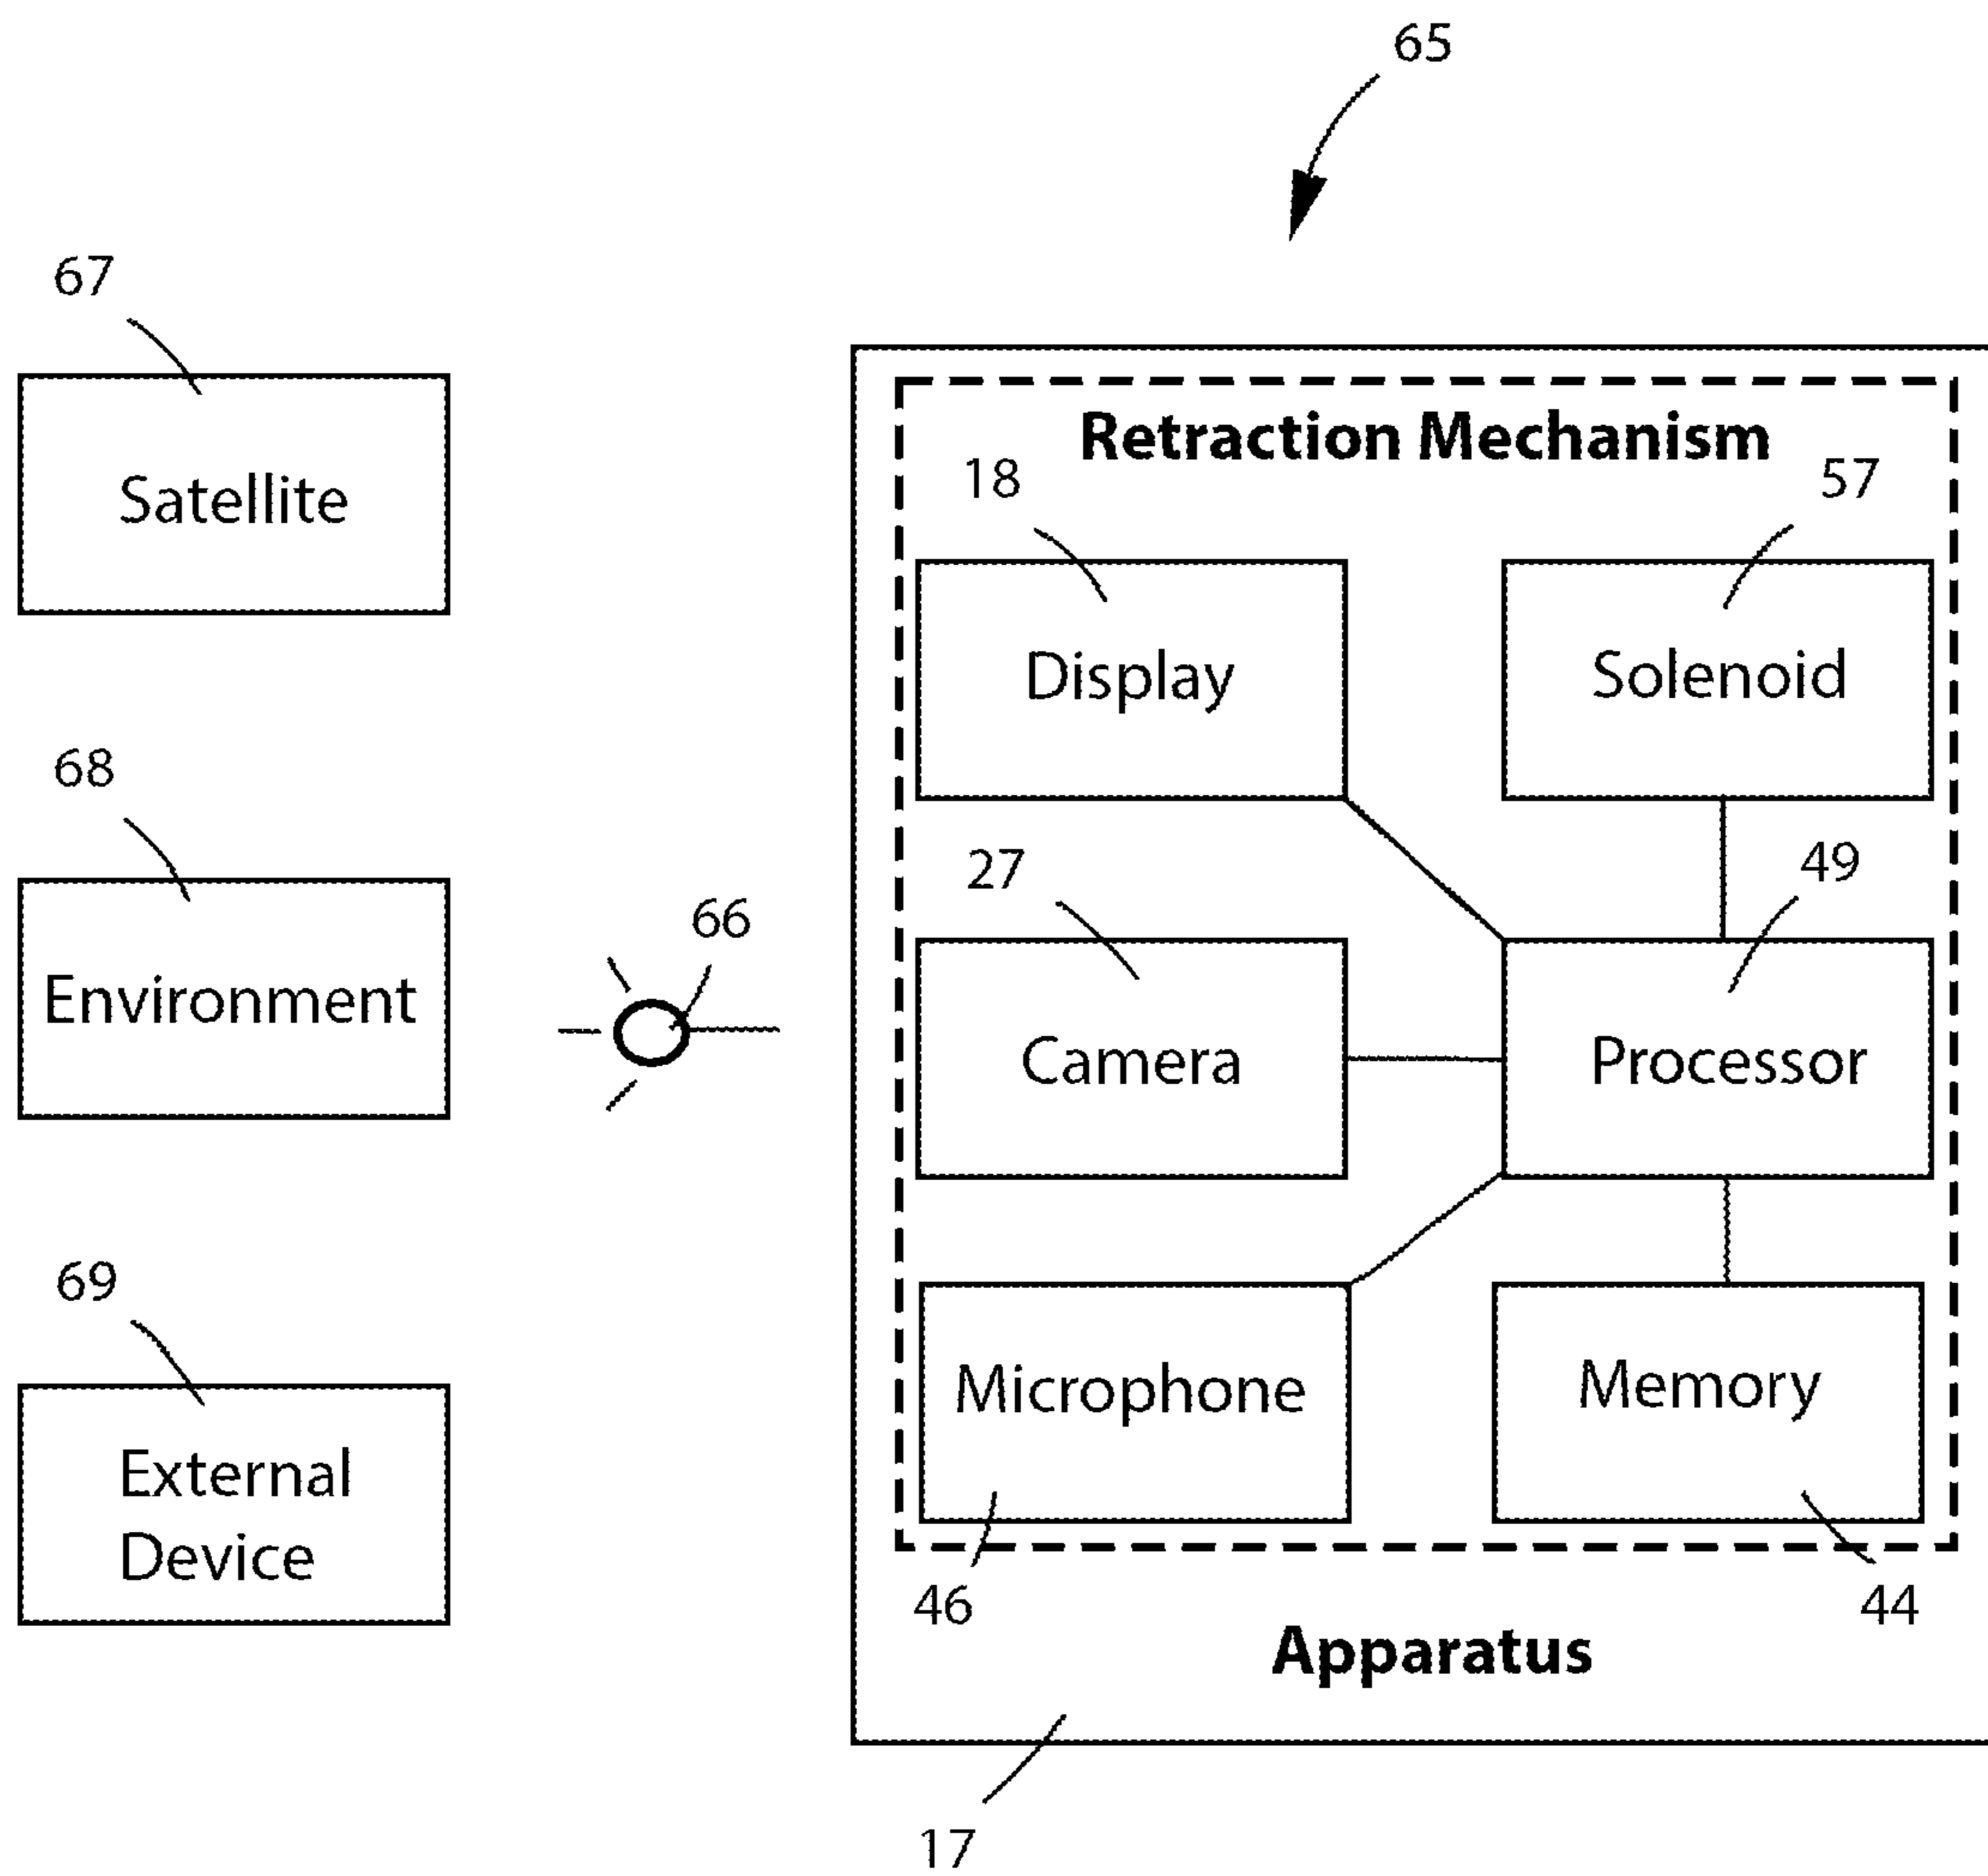 65
67
Satellite
68
Environment
66
69
External
Device
Retraction Mechanism
18
57
Display
Solenoid
27
49
Camera
Processor
Microphone
Memory
46
44
Apparatus
17